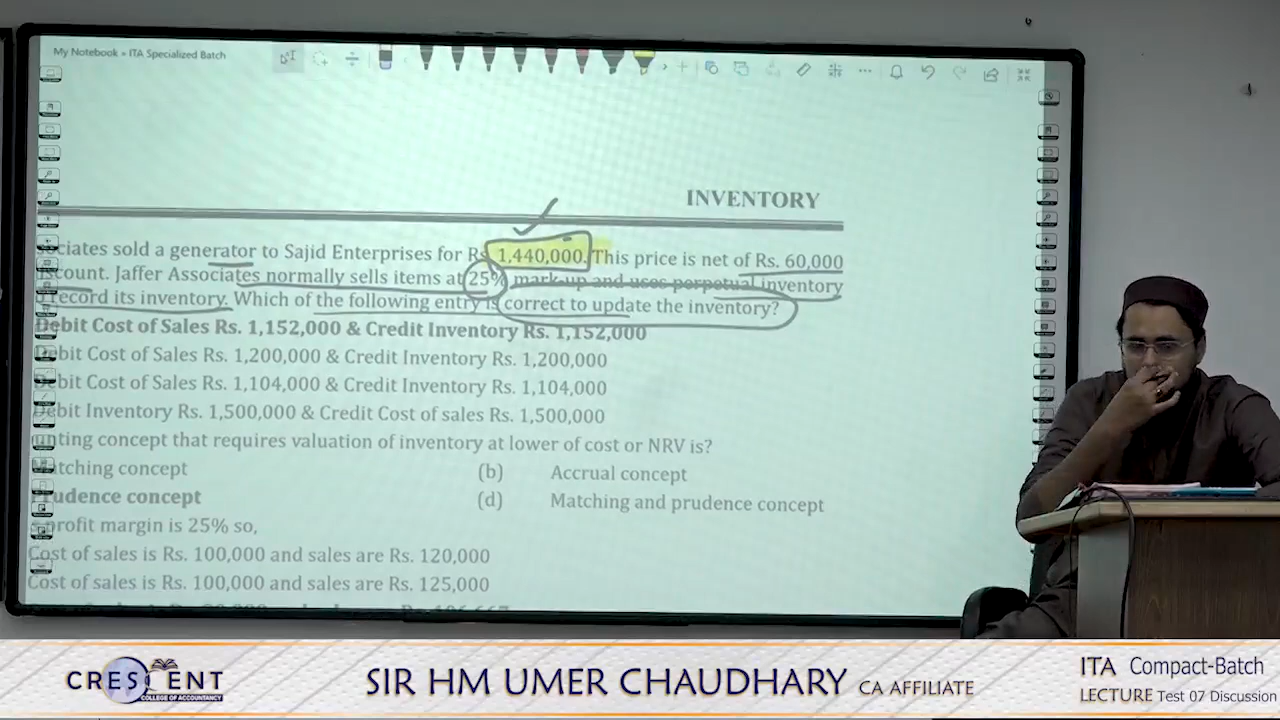 My Notebook » ITA Specialized Batch
INVENTORY
sociates sold a generator to Sajid Enterprises for Rs 1,440,000. This price is net of Rs. 60,000
iscount. Jaffer Associates normally sells items at 25% mark-up and uses perpetual inventory
record its inventory. Which of the following entry is correct to update the inventory?
Debit Cost of Sales Rs. 1,152,000 & Credit Inventory Rs. 1,152,000
Debit Cost of Sales Rs. 1,200,000 & Credit Inventory Rs. 1,200,000
Debit Cost of Sales Rs. 1,104,000 & Credit Inventory Rs. 1,104,000
Debit Inventory Rs. 1,500,000 & Credit Cost of sales Rs. 1,500,000
unting concept that requires valuation of inventory at lower of cost or NRV is?
Matching concept (b) Accrual concept
Prudence concept (d) Matching and prudence concept
profit margin is 25% so,
Cost of sales is Rs. 100,000 and sales are Rs. 120,000
Cost of sales is Rs. 100,000 and sales are Rs. 125,000
CRESCENT
COLLEGE OF ACCOUNTANCY
SIR HM UMER CHAUDHARY CA AFFILIATE
ITA Compact-Batch
LECTURE Test 07 Discussion